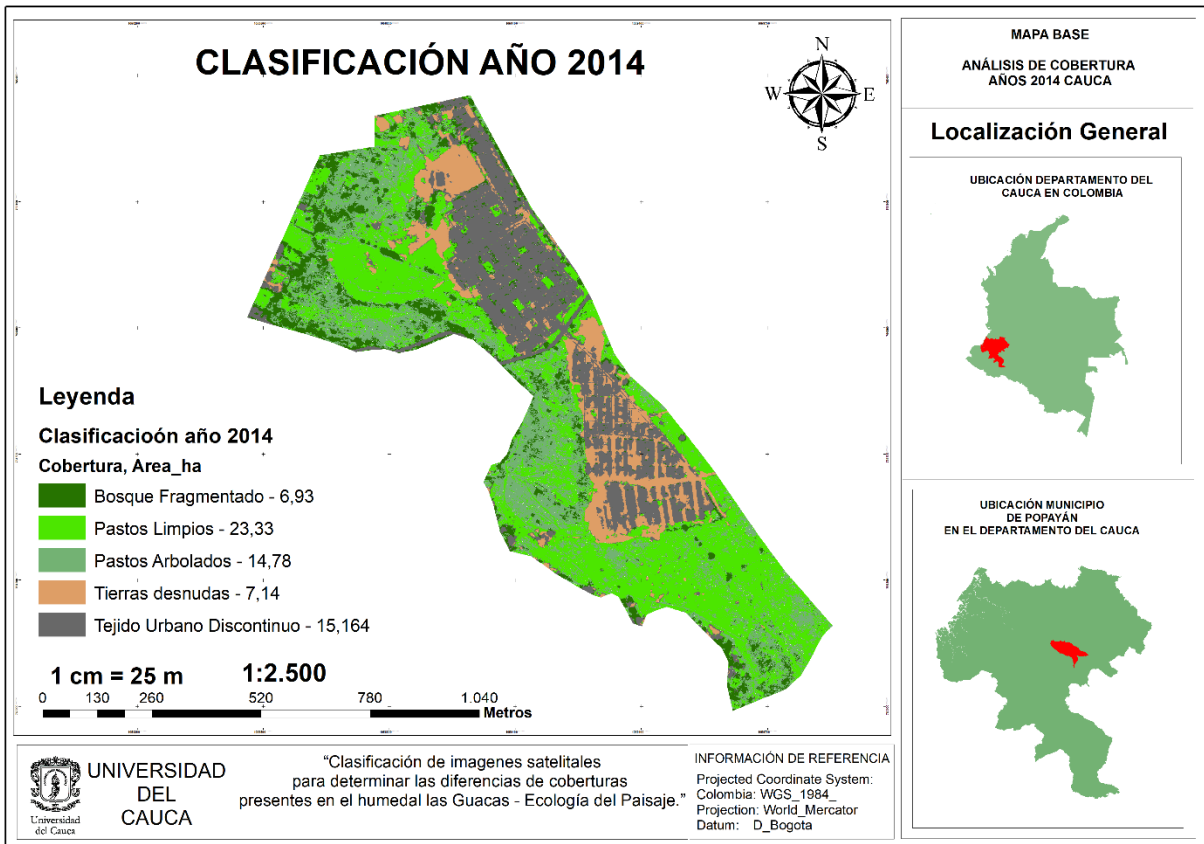 CLASIFICACIÓN AÑO 2014
N
W E
S
Leyenda
Clasificacioón año 2014
Cobertura, Area_ha
Bosque Fragmentado - 6,93
Pastos Limpios - 23,33
Pastos Arbolados - 14,78
Tierras desnudas - 7,14
Tejido Urbano Discontinuo - 15,164
1 cm = 25 m 1:2.500
0 130 260 520 780 1.040
Metros
MAPA BASE
ANÁLISIS DE COBERTURA
AÑOS 2014 CAUCA
Localización General
UBICACIÓN DEPARTAMENTO DEL
CAUCA EN COLOMBIA
UBICACIÓN MUNICIPIO
DE POPAYÁN
EN EL DEPARTAMENTO DEL CAUCA
Universidad
del Cauca
UNIVERSIDAD
DEL
CAUCA
“Clasificación de imagenes satelitales
para determinar las diferencias de coberturas
presentes en el humedal las Guacas - Ecología del Paisaje.”
INFORMACIÓN DE REFERENCIA
Projected Coordinate System:
Colombia: WGS_1984_
Projection: World_Mercator
Datum: D_Bogota